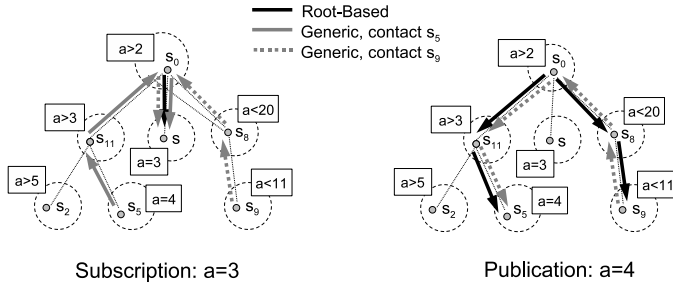 Root-Based
Generic, contact s5
Generic, contact s9
a>2
s0
a>3
s11
a<20
s8
s
a=3
a>5
s2
a=4
s5
a<11
s9
Subscription: a=3
a>2
s0
a>3
s11
a<20
s8
s
a=3
a>5
s2
a=4
s5
a<11
s9
Publication: a=4